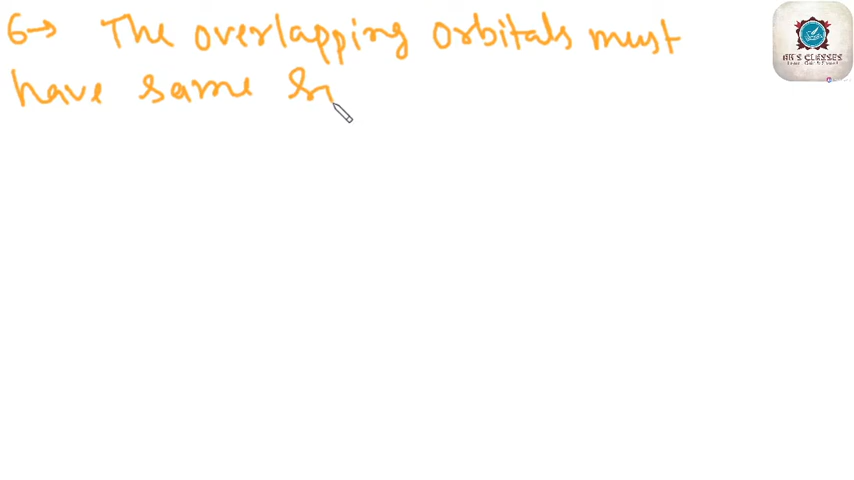 6→ The overlapping orbitals must
have same